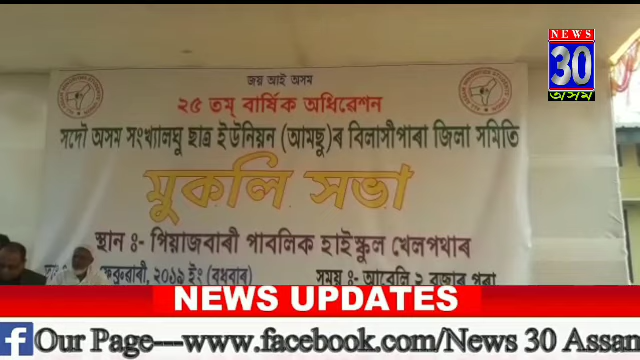 NEWS
30
অসম
জয় আই অসম
২৫ তম্ বাৰ্ষিক অধিৱেশন
সদৌ অসম সংখ্যালঘু ছাত্ৰ ইউনিয়ন (আমছু)ৰ বিলাসীপাৰা জিলা সমিতি
মুকলি সভা
স্থান ঃ- পিয়াজবাৰী পাবলিক হাইস্কুল খেলপথাৰ
ফেব্ৰুৱাৰী, ২০১৯ ইং (বুধবাৰ)
সময় ঃ- আবেলি ২ বজাৰ পৰা
NEWS UPDATES
f Our Page---www.facebook.com/News 30 Assam